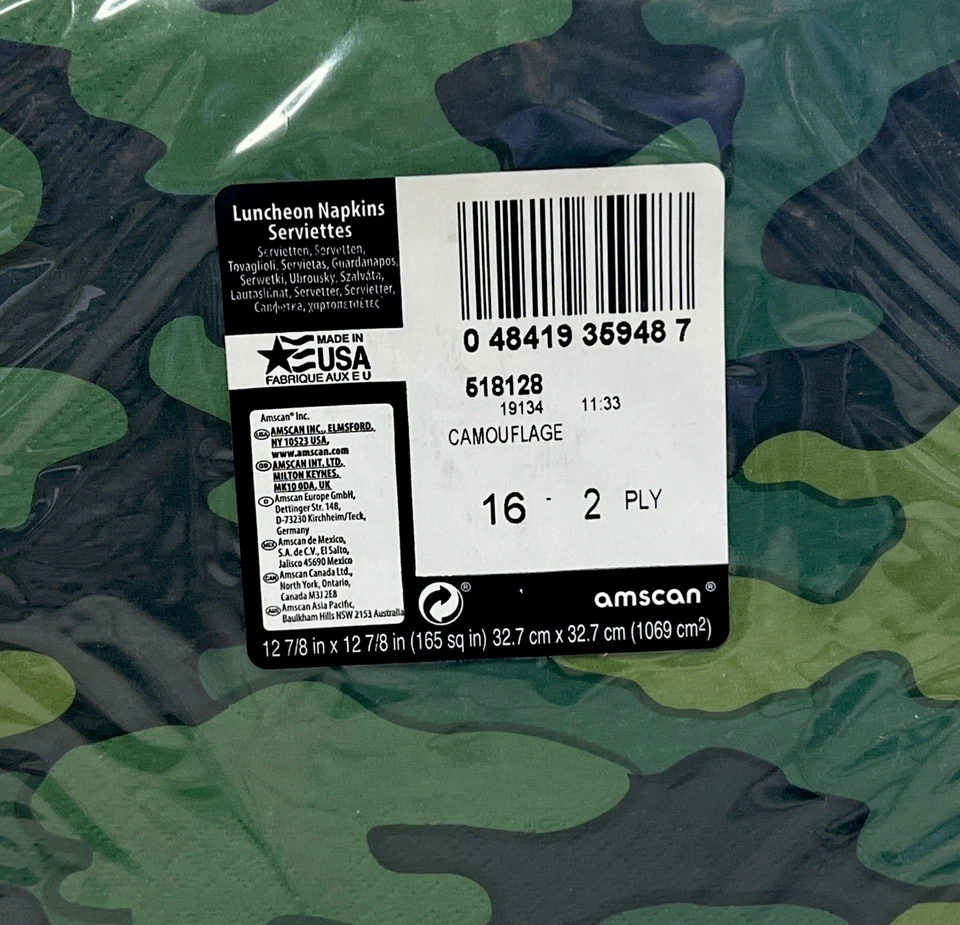 Luncheon Napkins
Serviettes
Servietten, Servetten,
Tovaglioli, Servietas, Guardanapos,
Serwetki, Ubrousky, Szalváta,
Lautasliinat, Servetter, Servietter,
Салфетка, χαρτοπετσέτες
MADE IN
USA
FABRIQUE AUX E U
Amscan® Inc.
USA AMSCAN INC., ELMSFORD,
NY 10523 USA,
www.amscan.com
GB AMSCAN INT. LTD,
MILTON KEYNES,
MK10 0DA, UK
D Amscan Europe GmbH,
Dettinger Str. 148,
D-73230 Kirchheim/Teck,
Germany
MEX Amscan de Mexico,
S.A. de C.V., El Salto,
Jalisco 45690 Mexico
CAN Amscan Canada Ltd.,
North York, Ontario,
Canada M3J 2E8
AUS Amscan Asia Pacific,
Baulkham Hills NSW 2153 Australia
0 48419 35948 7
518128
19134 11:33
CAMOUFLAGE
16 - 2 PLY
®
amscan®
12 7/8 in x 12 7/8 in (165 sq in) 32.7 cm x 32.7 cm (1069 cm²)